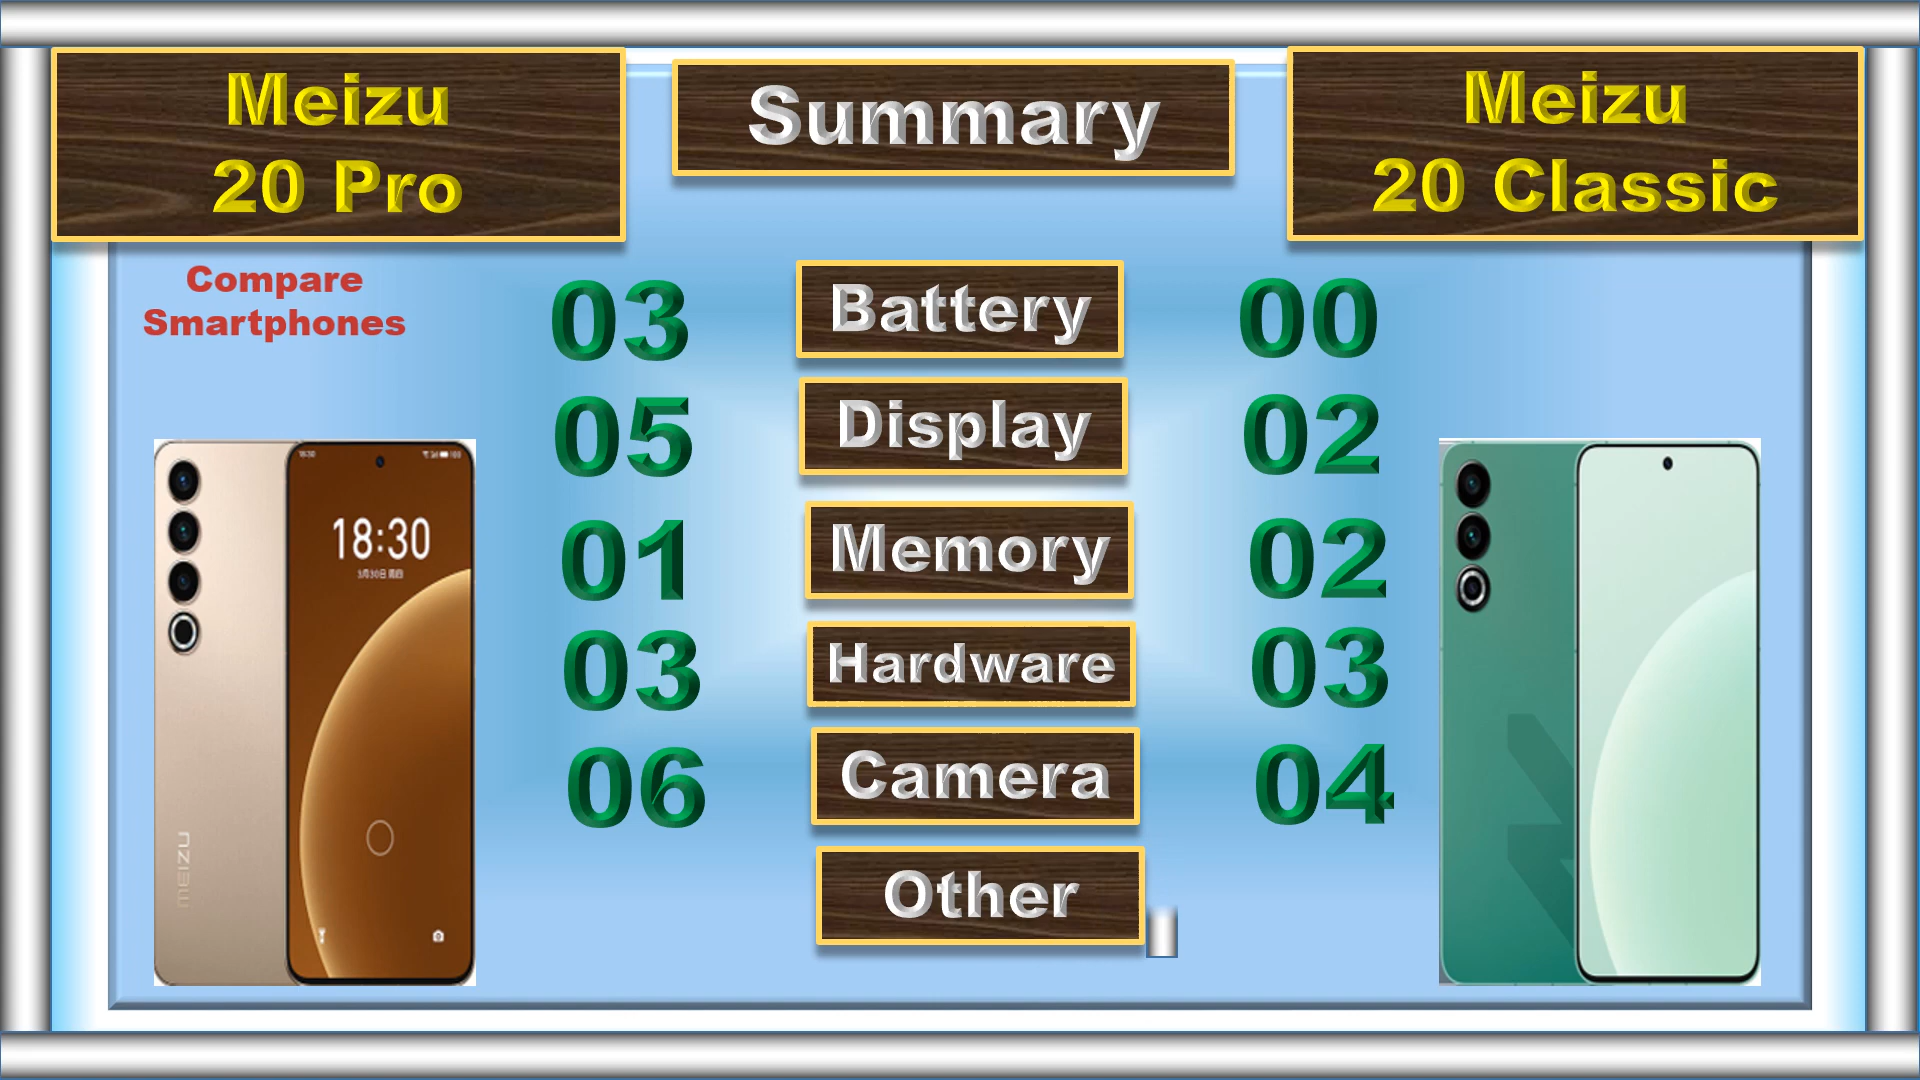 Meizu
20 Pro
Summary
Meizu
20 Classic
Compare
Smartphones
03 Battery 00
05 Display 02
01 Memory 02
03 Hardware 03
06 Camera 04
Other
18:30
MEIZU